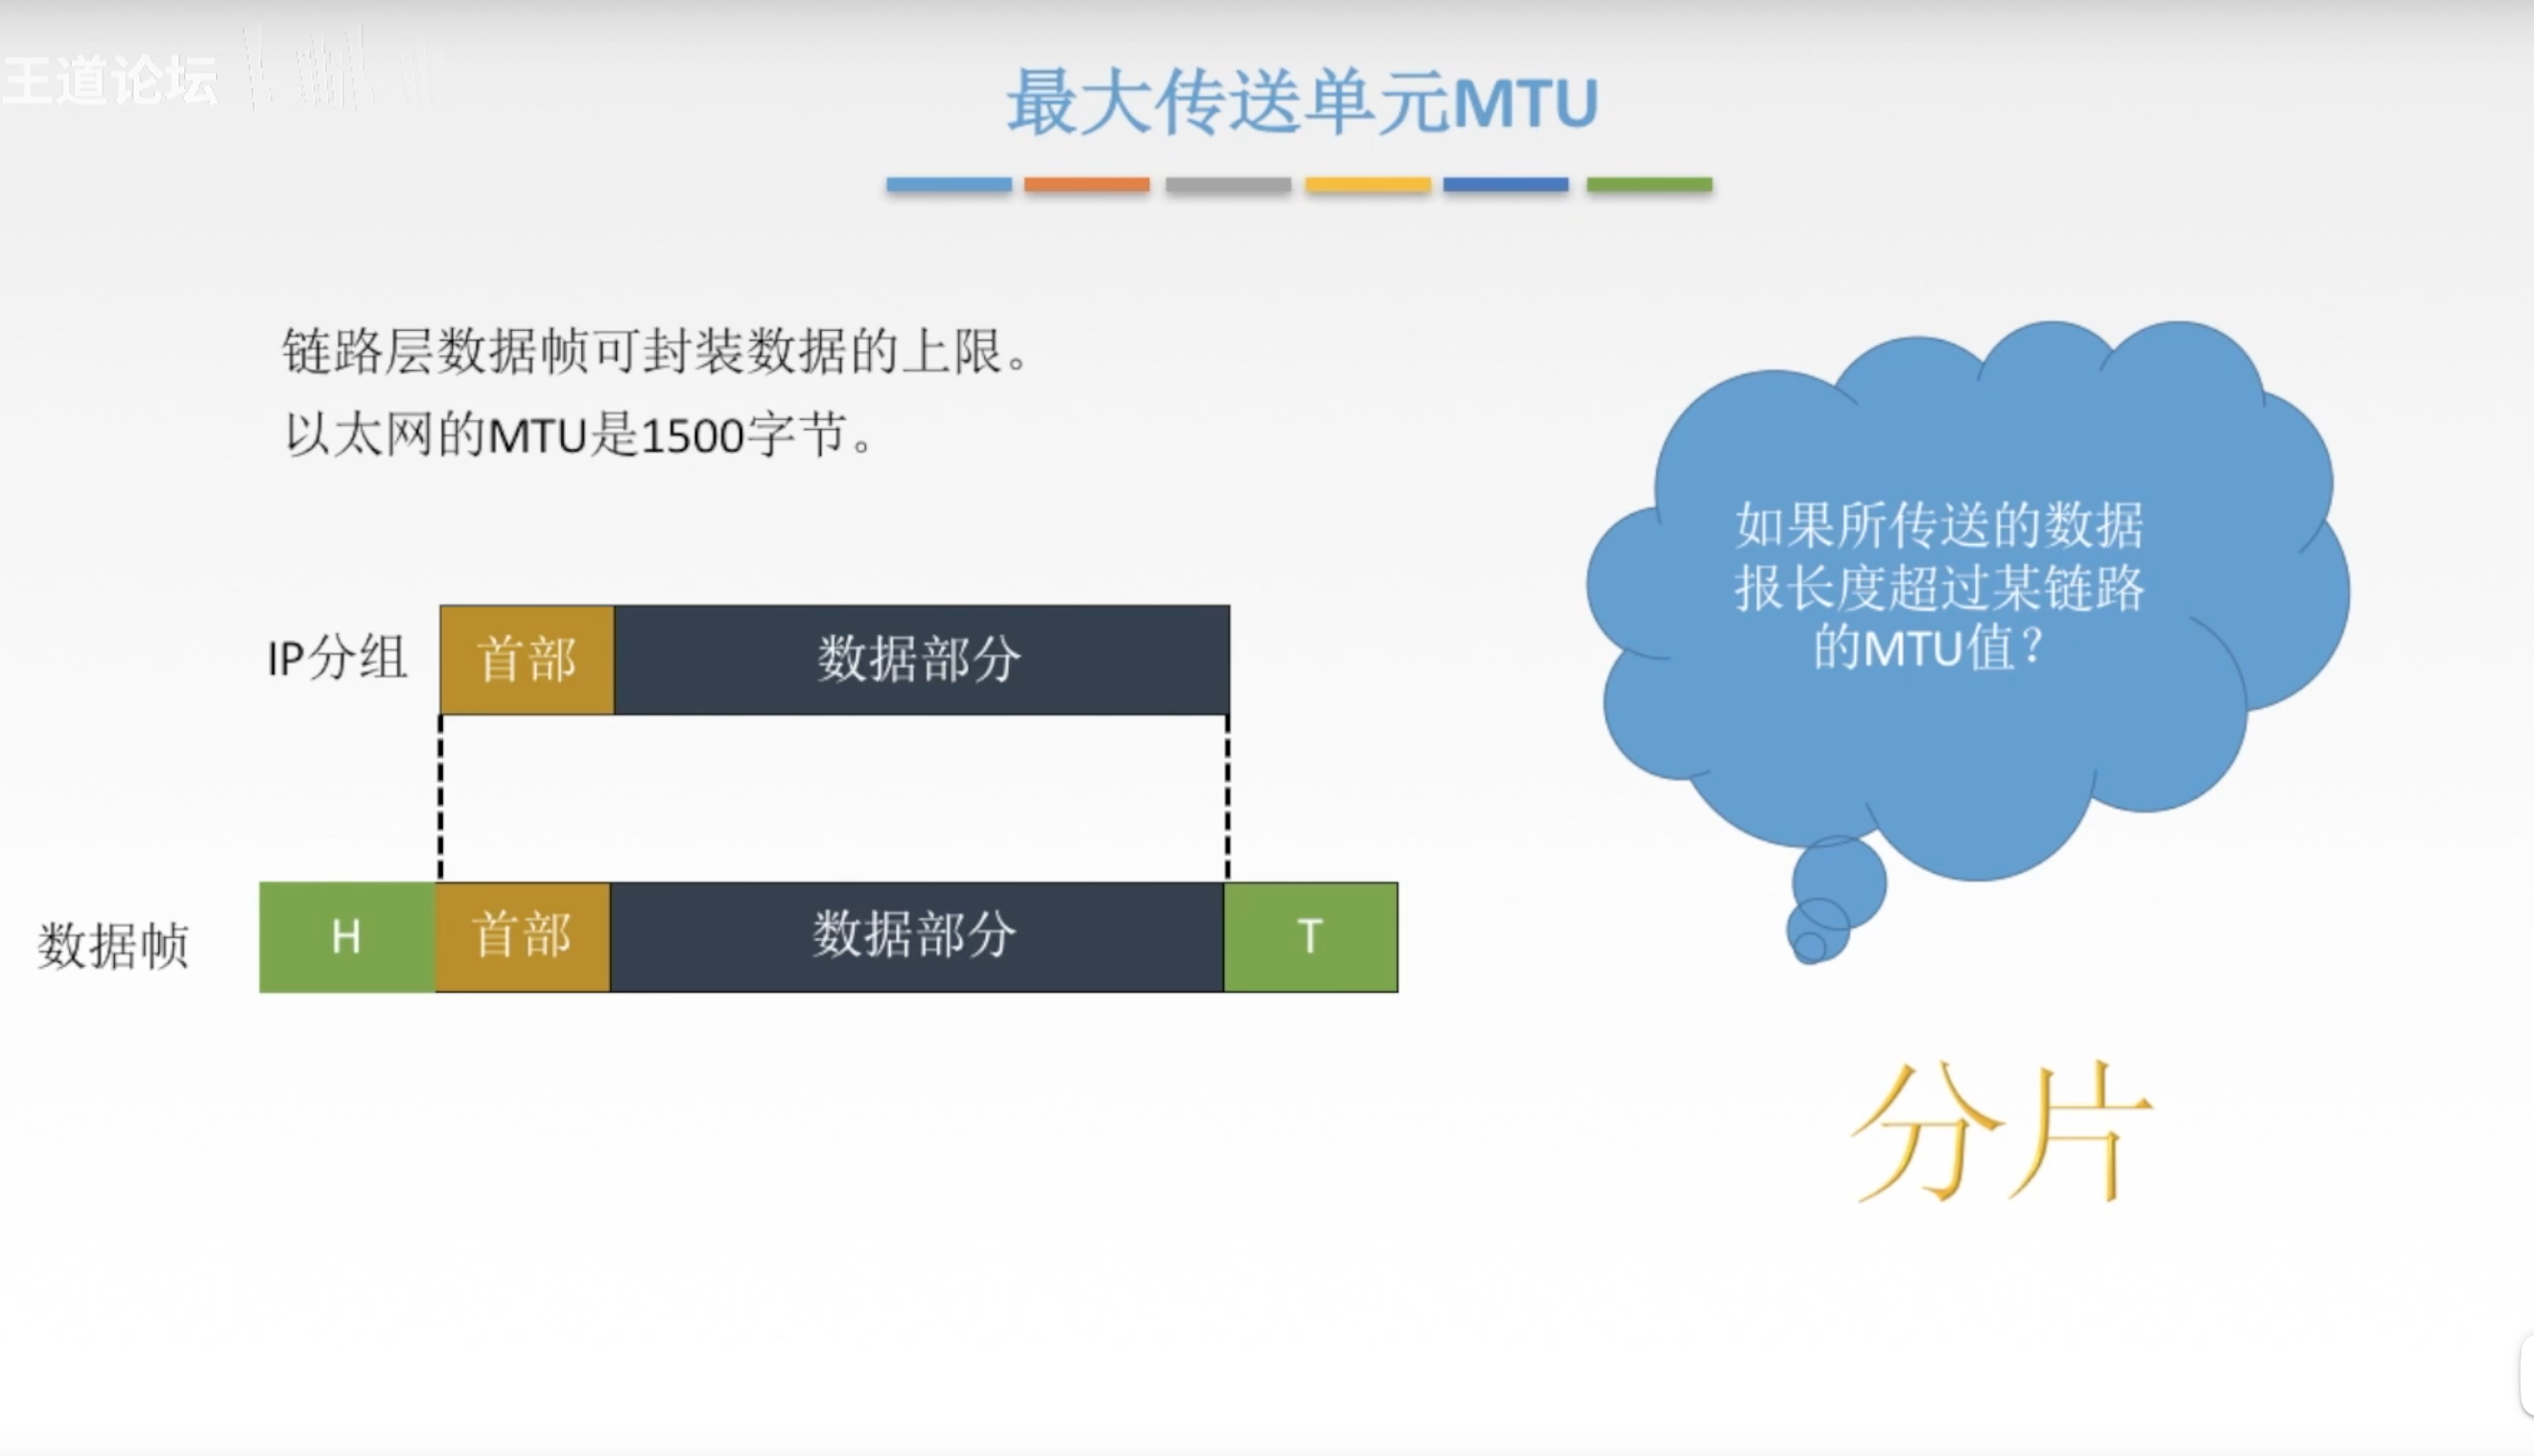 王道论坛
最大传送单元MTU
链路层数据帧可封装数据的上限。
以太网的MTU是1500字节。
IP分组
首部
数据部分
数据帧
H
首部
数据部分
T
如果所传送的数据
报长度超过某链路
的MTU值？
分片